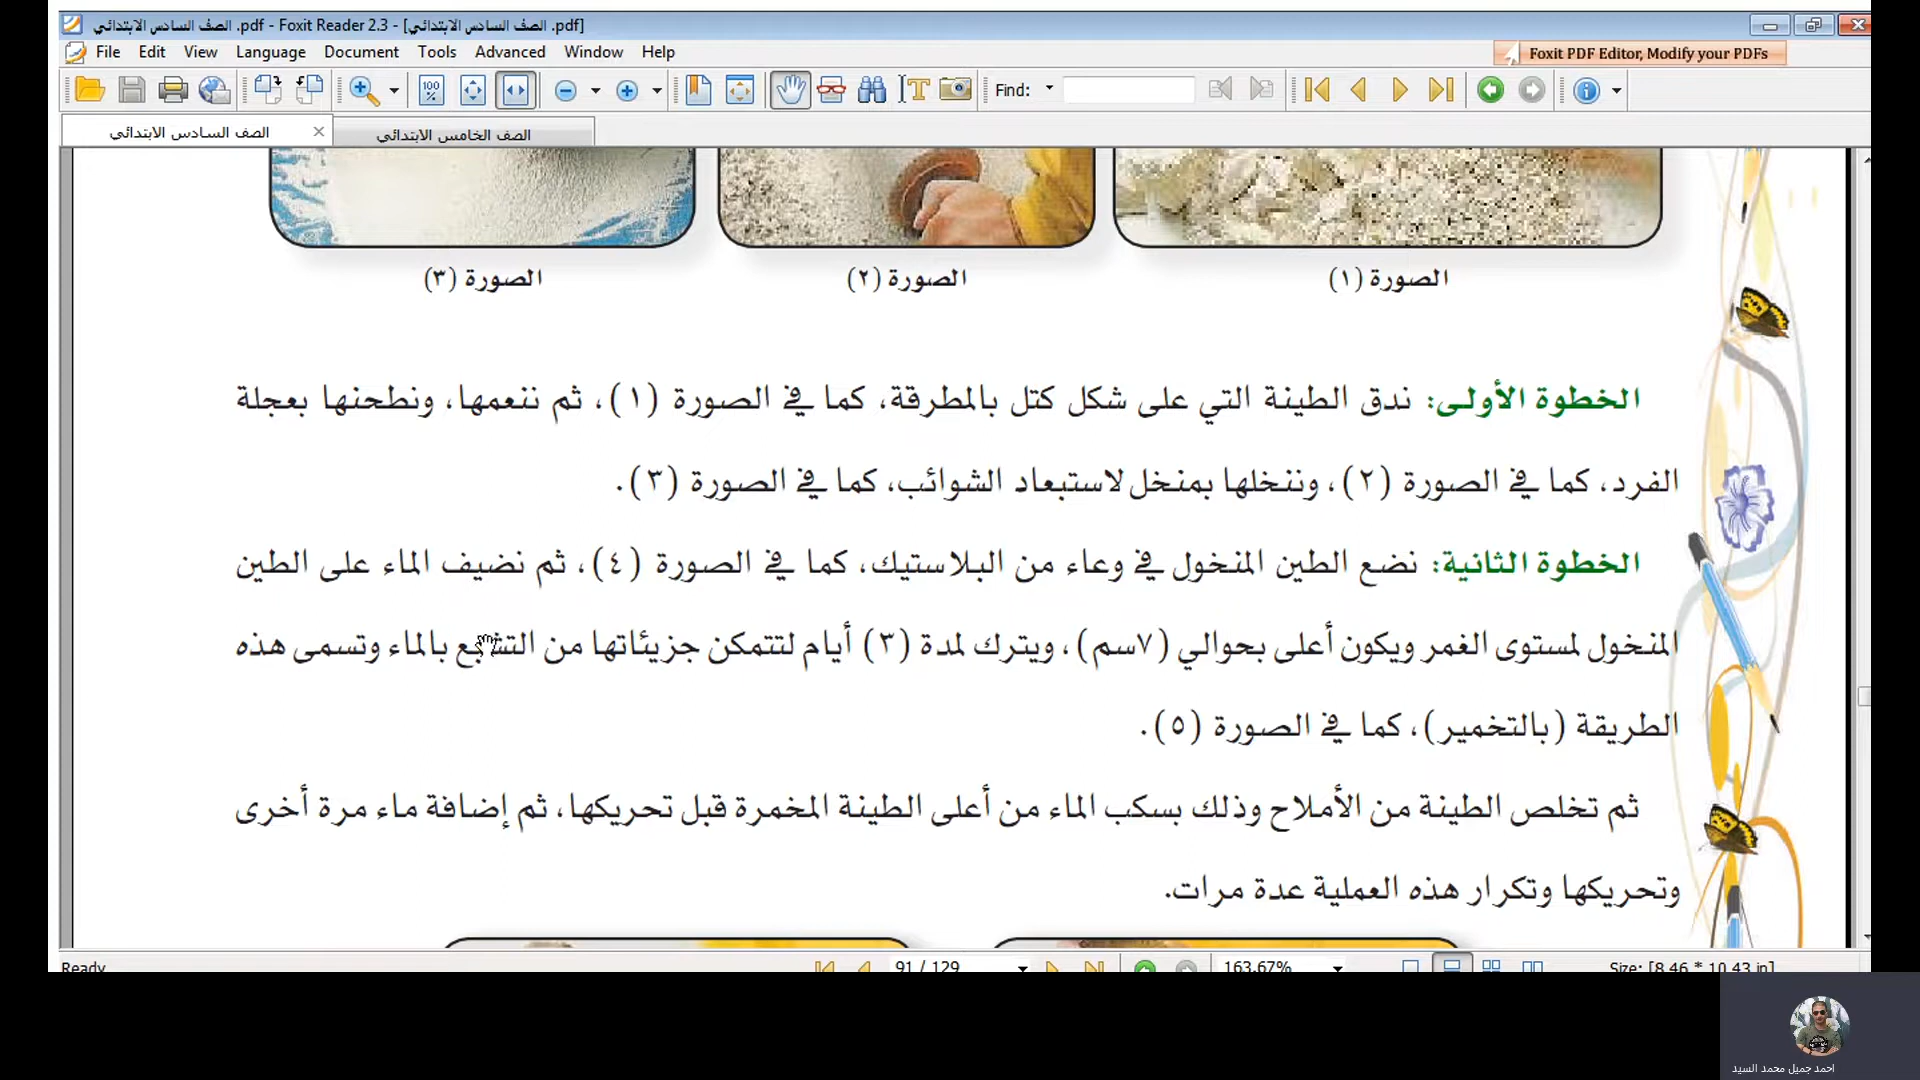 الصف السادس الابتدائي .pdf - Foxit Reader 2.3 - [الصف السادس الابتدائي .pdf]
File Edit View Language Document Tools Advanced Window Help
Foxit PDF Editor, Modify your PDFs
Find:
الصف السادس الابتدائي
الصف الخامس الابتدائي
الصورة (١)
الصورة (٢)
الصورة (٣)
الخطوة الأولى: ندق الطينة التي على شكل كتل بالمطرقة، كما في الصورة (١)، ثم ننعمها، ونطحنها بعجلة
الفرد، كما في الصورة (٢)، وننخلها بمنخل لاستبعاد الشوائب، كما في الصورة (٣).
الخطوة الثانية: نضع الطين المنخول في وعاء من البلاستيك، كما في الصورة (٤)، ثم نضيف الماء على الطين
المنخول لمستوى الغمر ويكون أعلى بحوالي (٧سم)، ويترك لمدة (٣) أيام لتتمكن جزيئاتها من التشبع بالماء وتسمى هذه
الطريقة (بالتخمير)، كما في الصورة (٥).
ثم تخلص الطينة من الأملاح وذلك بسكب الماء من أعلى الطينة المخمرة قبل تحريكها، ثم إضافة ماء مرة أخرى
وتحريكها وتكرار هذه العملية عدة مرات.
Ready 91 / 129 163.67% Size: [8.46 * 10.43 in]
احمد جميل محمد السيد